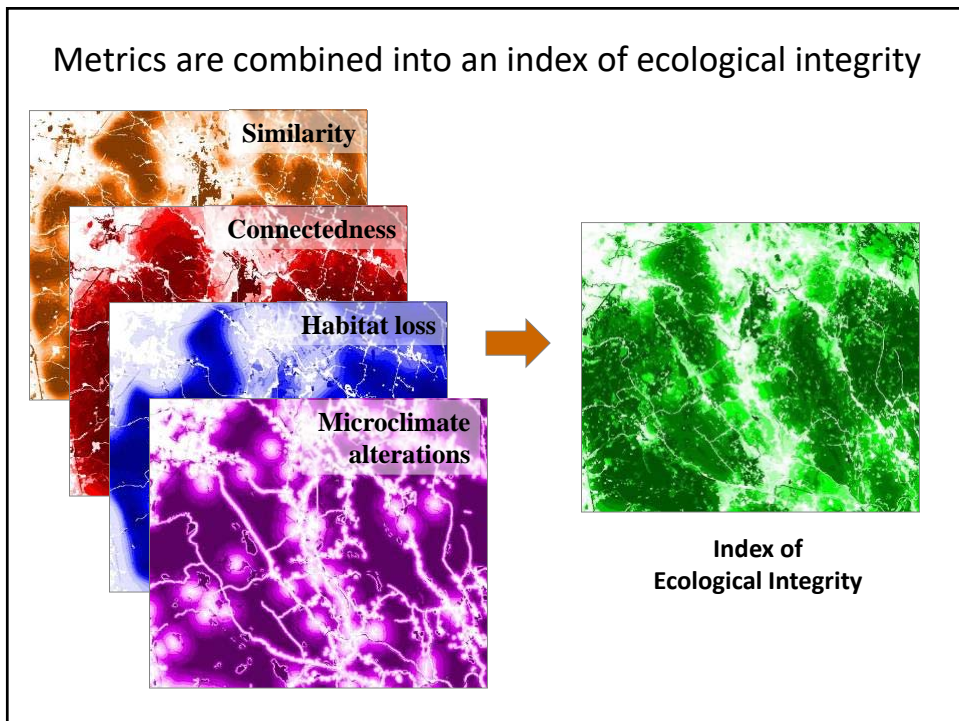 Metrics are combined into an index of ecological integrity
Similarity
Connectedness
Habitat loss
Microclimate
alterations
Index of
Ecological Integrity